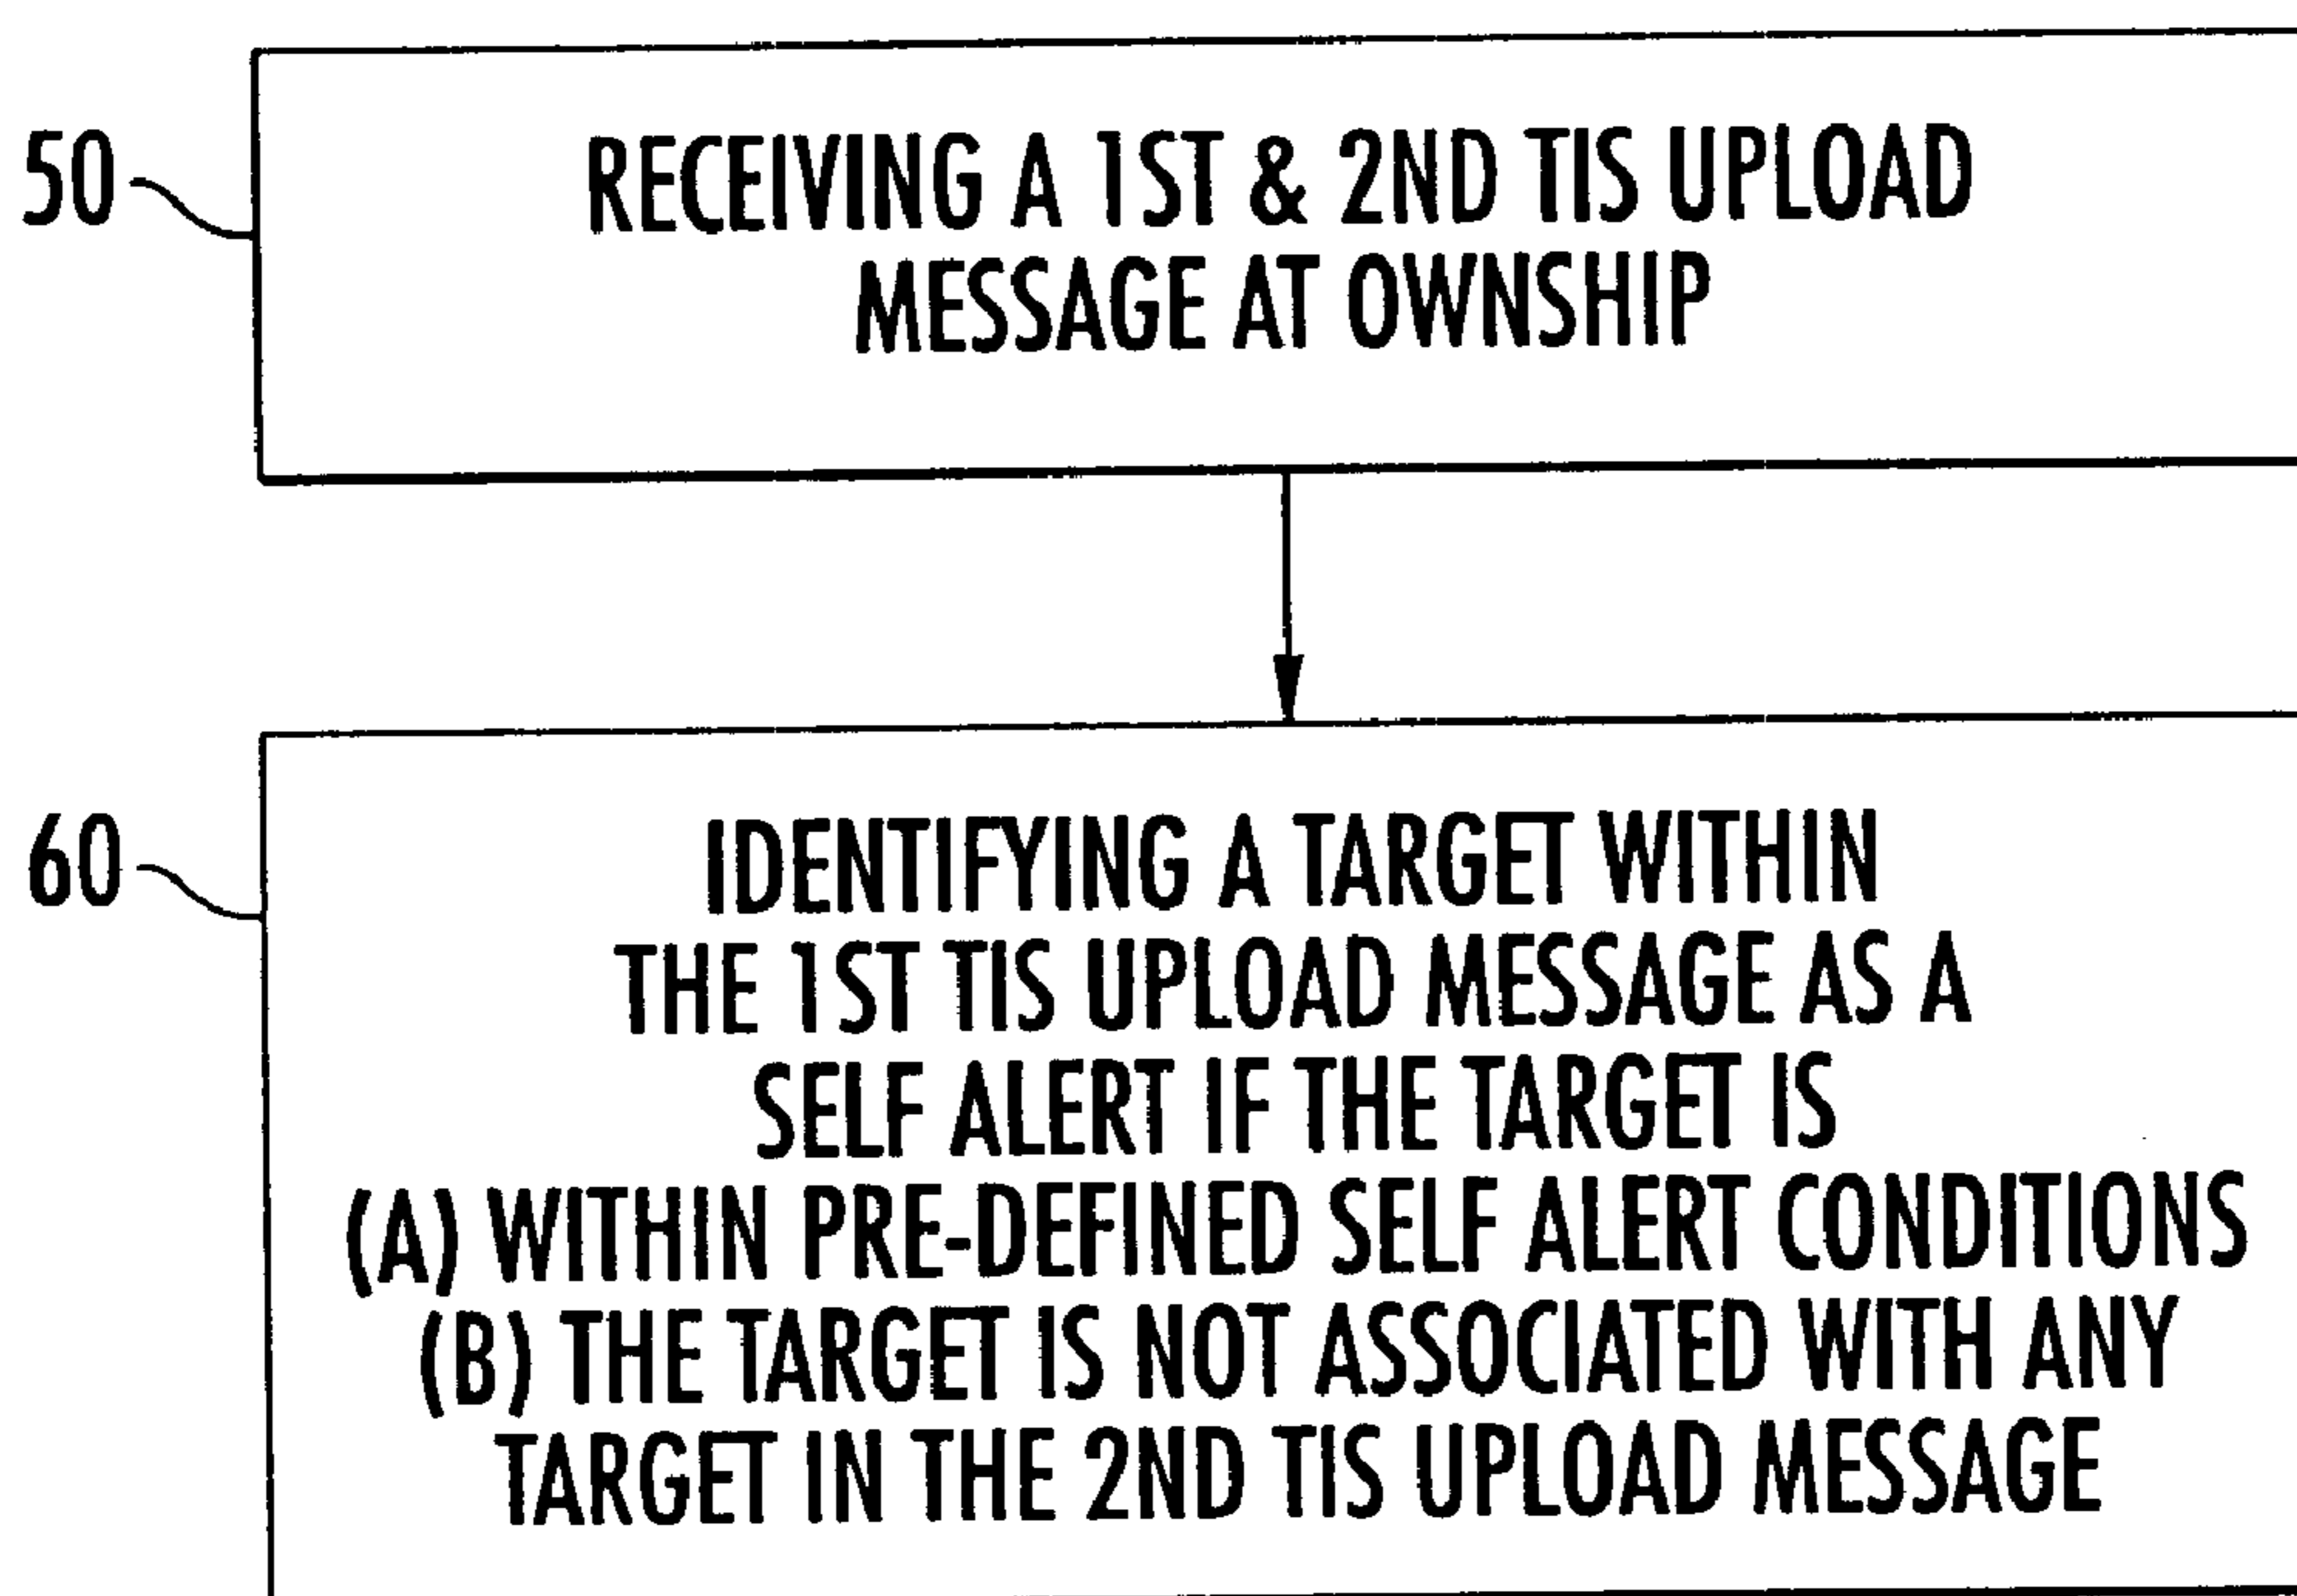 50
RECEIVING A 1ST & 2ND TIS UPLOAD
MESSAGE AT OWNSHIP
60
IDENTIFYING A TARGET WITHIN
THE 1ST TIS UPLOAD MESSAGE AS A
SELF ALERT IF THE TARGET IS
(A) WITHIN PRE-DEFINED SELF ALERT CONDITIONS
(B) THE TARGET IS NOT ASSOCIATED WITH ANY
TARGET IN THE 2ND TIS UPLOAD MESSAGE